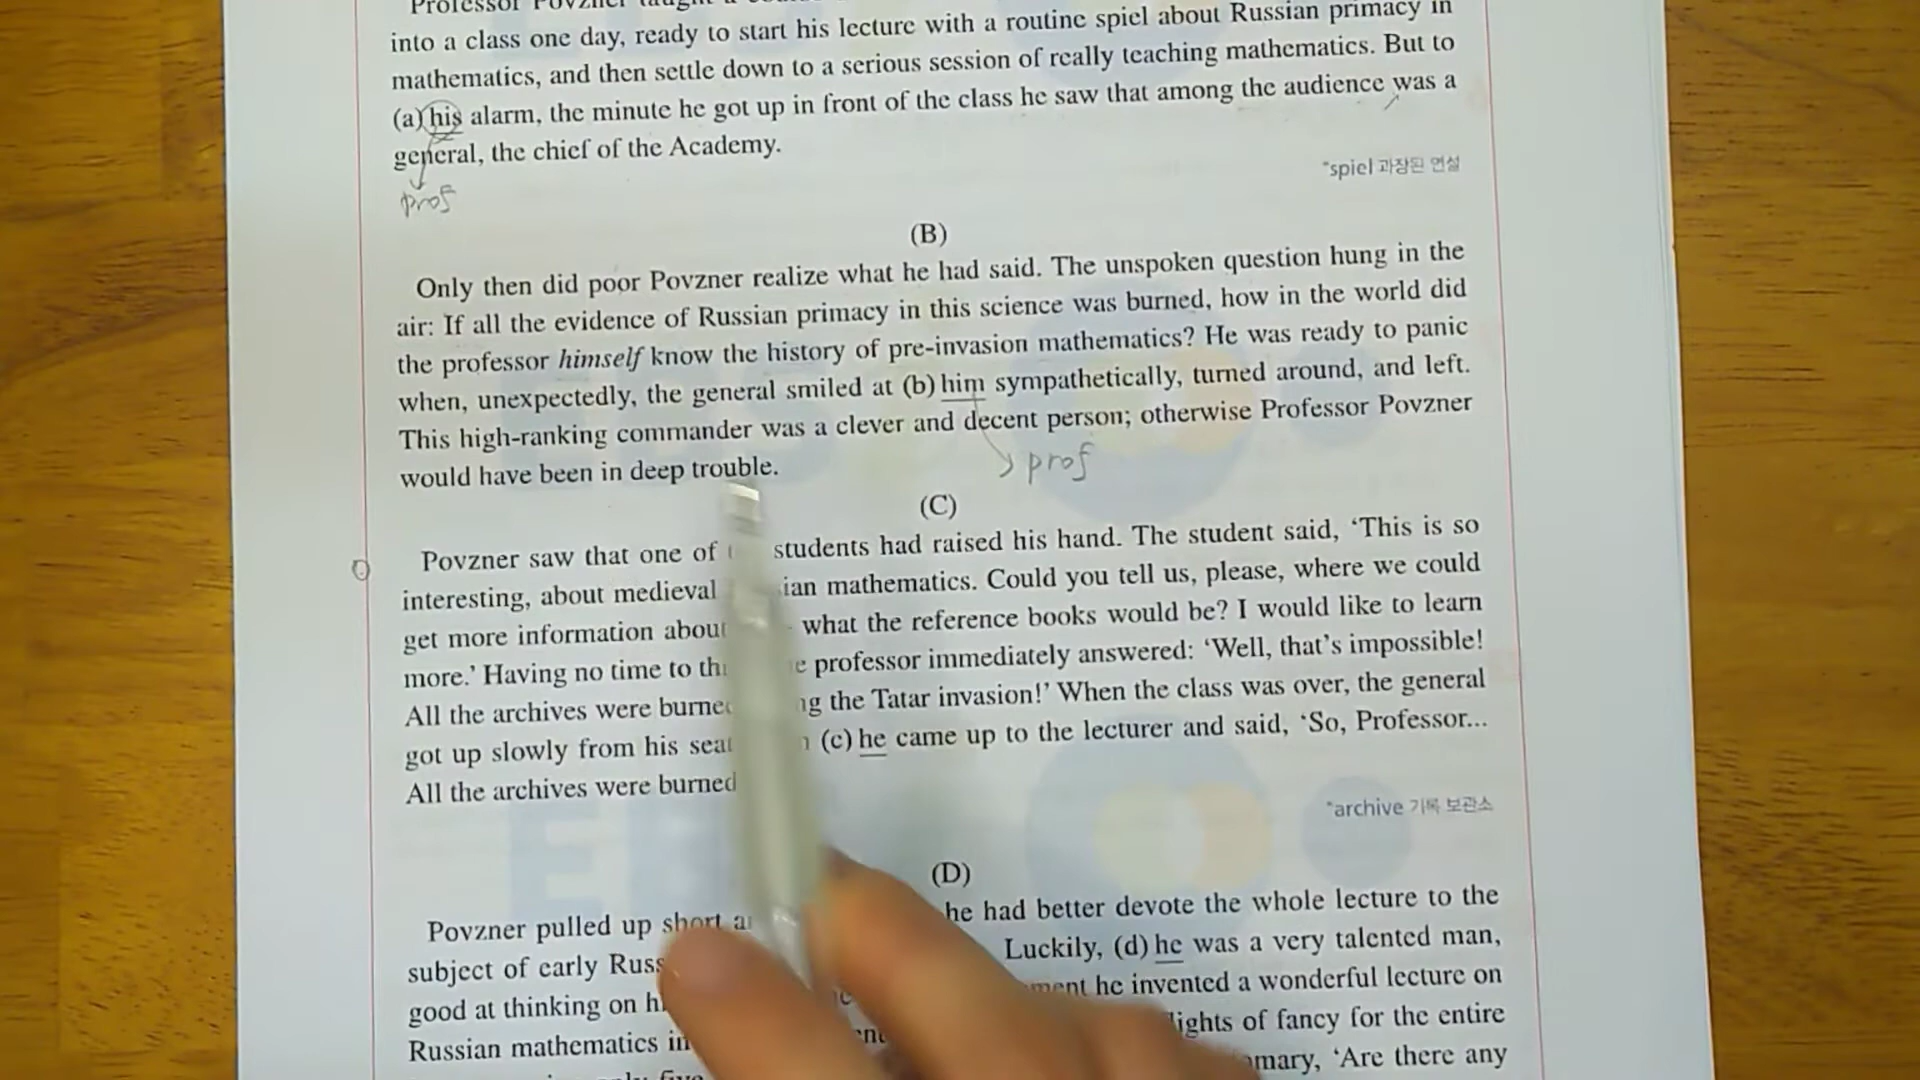 Professor Povzner taught a
into a class one day, ready to start his lecture with a routine spiel about Russian primacy in
mathematics, and then settle down to a serious session of really teaching mathematics. But to
(a) his alarm, the minute he got up in front of the class he saw that among the audience was a
general, the chief of the Academy.
*spiel 과장된 연설
prof
(B)
Only then did poor Povzner realize what he had said. The unspoken question hung in the
air: If all the evidence of Russian primacy in this science was burned, how in the world did
the professor himself know the history of pre-invasion mathematics? He was ready to panic
when, unexpectedly, the general smiled at (b) him sympathetically, turned around, and left.
This high-ranking commander was a clever and decent person; otherwise Professor Povzner
would have been in deep trouble.
prof
(C)
Povzner saw that one of students had raised his hand. The student said, ‘This is so
interesting, about medieval mathematics. Could you tell us, please, where we could
get more information about what the reference books would be? I would like to learn
more.’ Having no time to professor immediately answered: ‘Well, that’s impossible!
All the archives were burned the Tatar invasion!’ When the class was over, the general
got up slowly from his seat (c) he came up to the lecturer and said, ‘So, Professor...
All the archives were burned
*archive 기록 보관소
(D)
Povzner pulled up short he had better devote the whole lecture to the
subject of early Luckily, (d) he was a very talented man,
good at thinking on he invented a wonderful lecture on
Russian mathematics in of fancy for the entire
‘Are there any